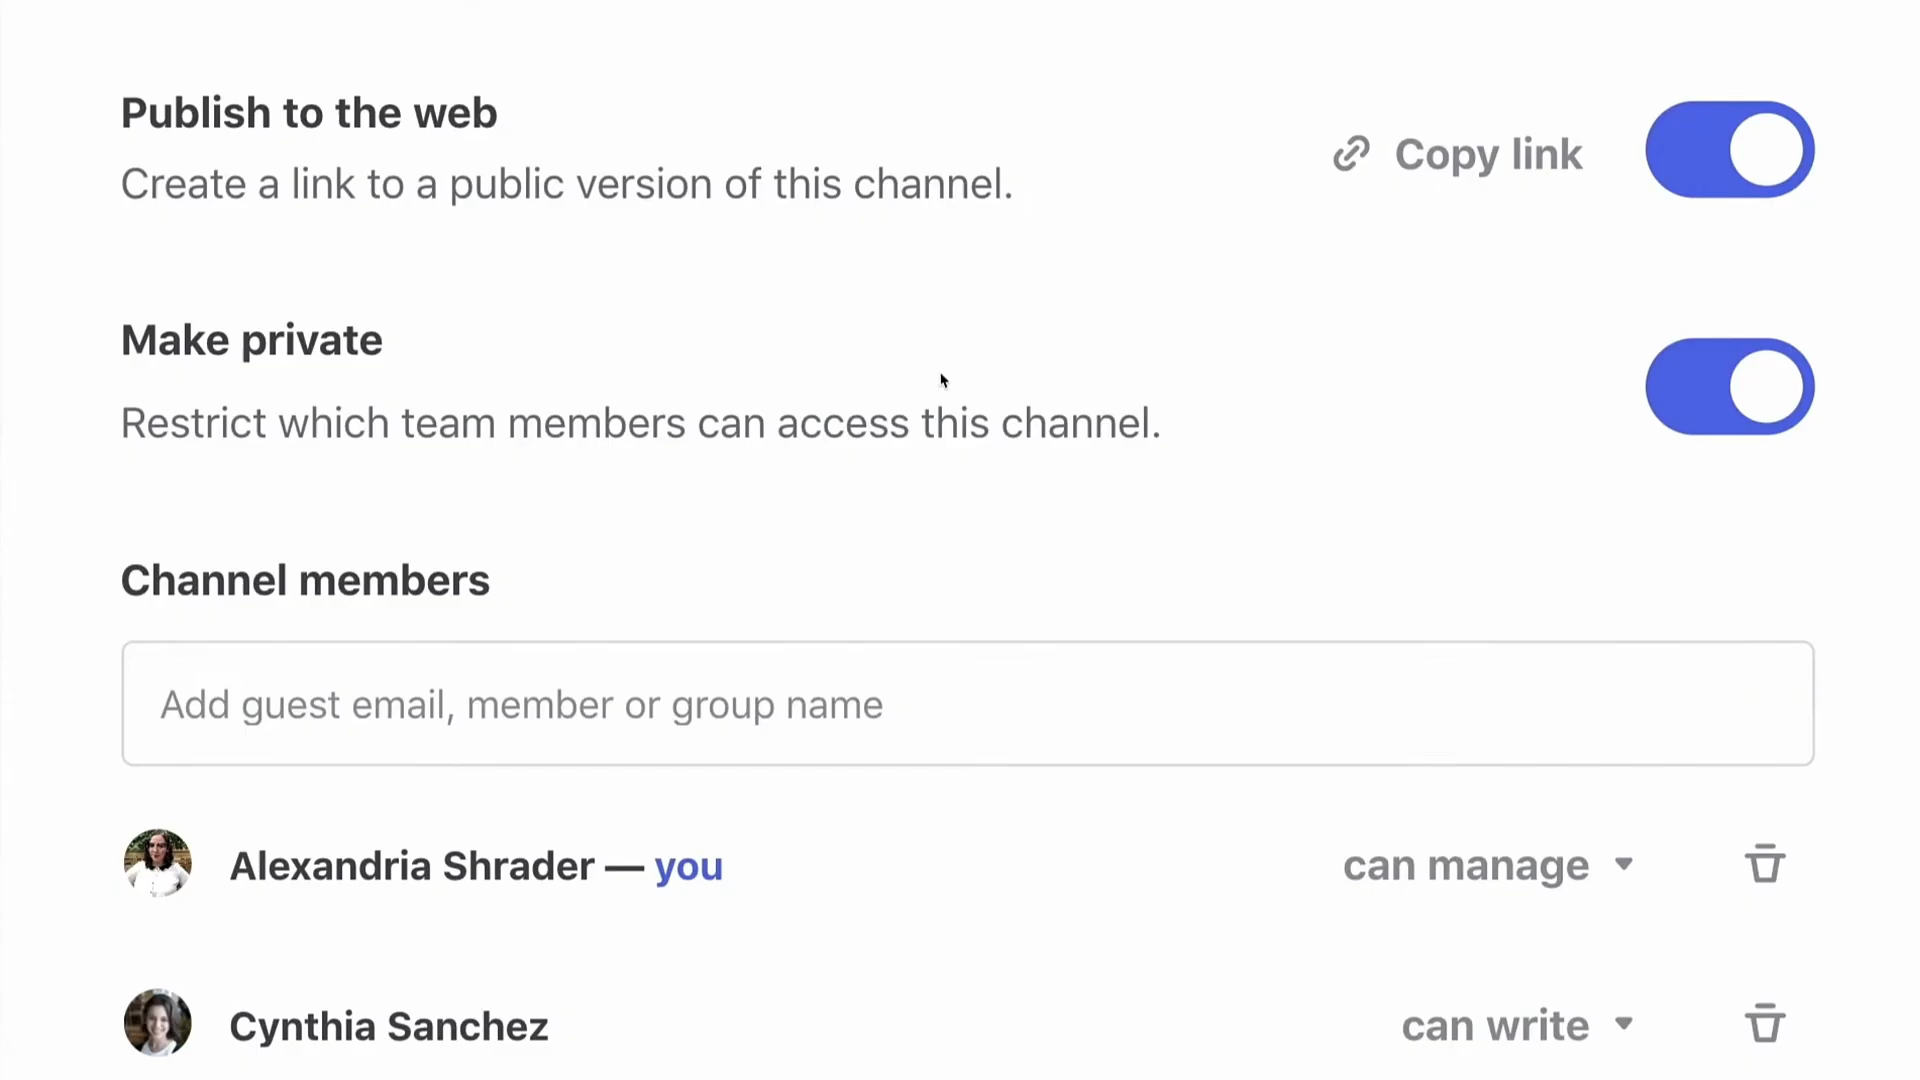 Publish to the web
Create a link to a public version of this channel.
Copy link
Make private
Restrict which team members can access this channel.
Channel members
Add guest email, member or group name
Alexandria Shrader — you
can manage
Cynthia Sanchez
can write